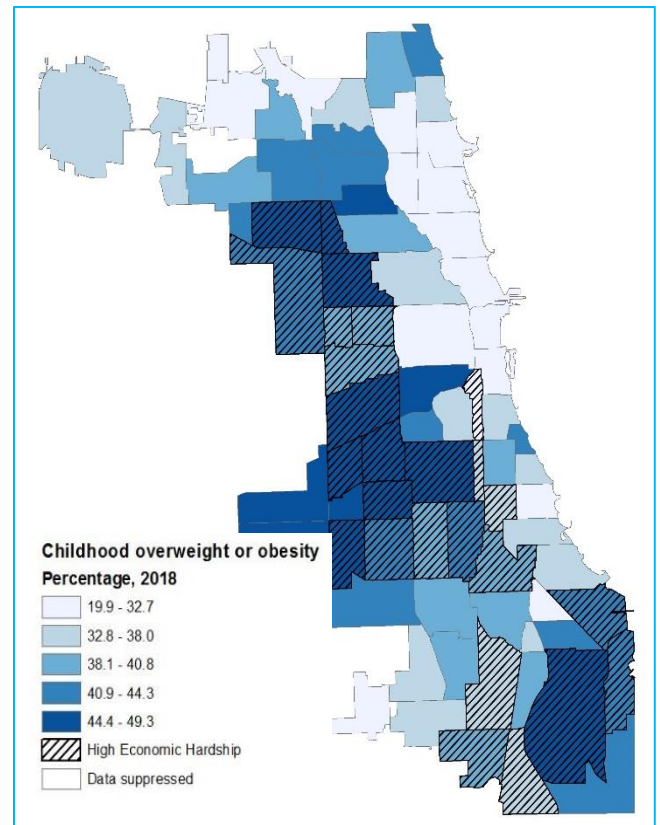 Childhood overweight or obesity
Percentage, 2018
19.9 - 32.7
32.8 - 38.0
38.1 - 40.8
40.9 - 44.3
44.4 - 49.3
High Economic Hardship
Data suppressed